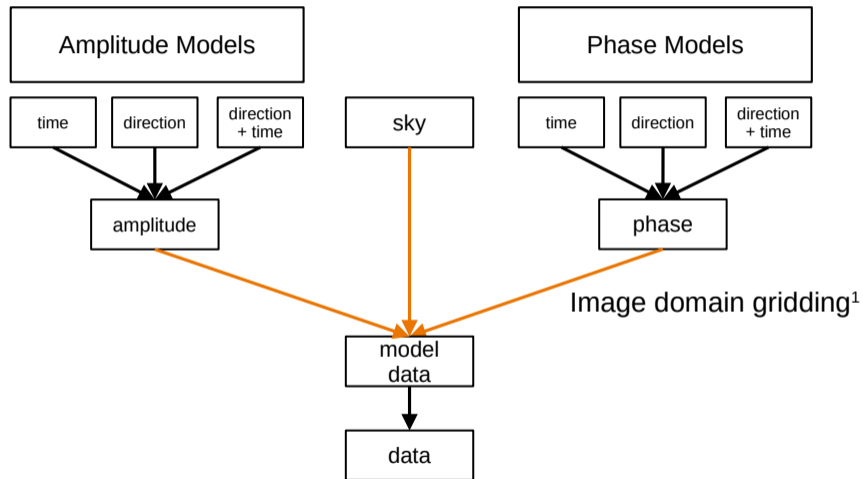 Amplitude Models
Phase Models
time
direction
direction
+ time
sky
time
direction
direction
+ time
amplitude
phase
Image domain gridding¹
model
data
data